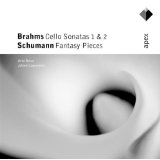 Brahms Cello Sonatas 1 & 2
Schumann Fantasy Pieces
apex